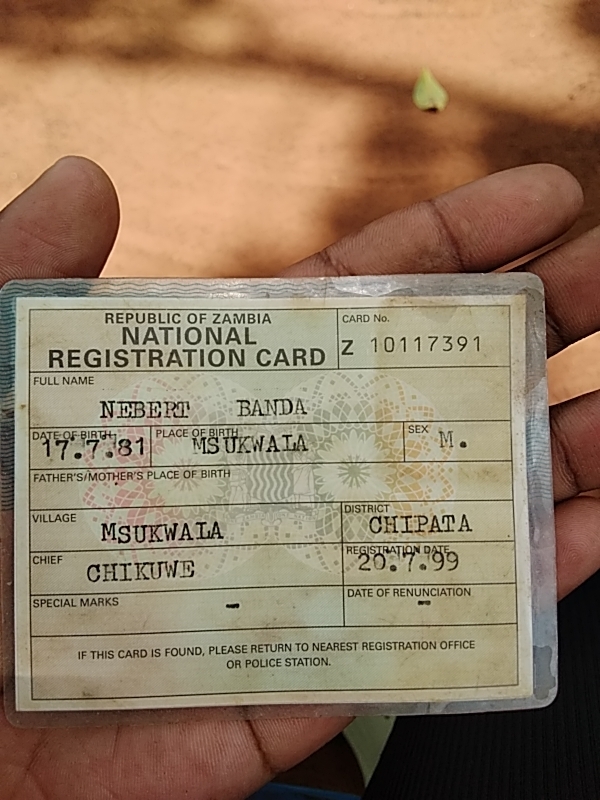 REPUBLIC OF ZAMBIA
NATIONAL
REGISTRATION CARD
CARD No.
Z 10117391
FULL NAME
NEBERT BANDA
DATE OF BIRTH
17.7.81
PLACE OF BIRTH
MSUKWALA
SEX
M.
FATHER'S/MOTHER'S PLACE OF BIRTH
VILLAGE
MSUKWALA
DISTRICT
CHIPATA
CHIEF
CHIKUWE
REGISTRATION DATE
20.7.99
SPECIAL MARKS
-
DATE OF RENUNCIATION
-
IF THIS CARD IS FOUND, PLEASE RETURN TO NEAREST REGISTRATION OFFICE
OR POLICE STATION.